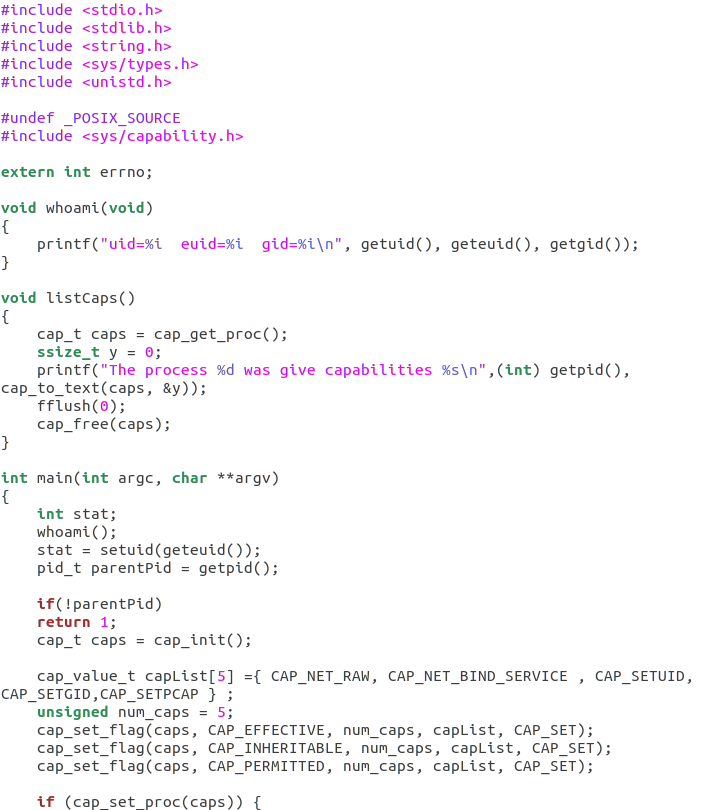 #include <stdio.h>
#include <stdlib.h>
#include <string.h>
#include <sys/types.h>
#include <unistd.h>

#undef _POSIX_SOURCE
#include <sys/capability.h>

extern int errno;

void whoami(void)
{
    printf("uid=%i  euid=%i  gid=%i\n", getuid(), geteuid(), getgid());
}

void listCaps()
{
    cap_t caps = cap_get_proc();
    ssize_t y = 0;
    printf("The process %d was give capabilities %s\n",(int) getpid(),
cap_to_text(caps, &y));
    fflush(0);
    cap_free(caps);
}

int main(int argc, char **argv)
{
    int stat;
    whoami();
    stat = setuid(geteuid());
    pid_t parentPid = getpid();

    if(!parentPid)
    return 1;
    cap_t caps = cap_init();

    cap_value_t capList[5] ={ CAP_NET_RAW, CAP_NET_BIND_SERVICE , CAP_SETUID,
CAP_SETGID,CAP_SETPCAP } ;
    unsigned num_caps = 5;
    cap_set_flag(caps, CAP_EFFECTIVE, num_caps, capList, CAP_SET);
    cap_set_flag(caps, CAP_INHERITABLE, num_caps, capList, CAP_SET);
    cap_set_flag(caps, CAP_PERMITTED, num_caps, capList, CAP_SET);

    if (cap_set_proc(caps)) {